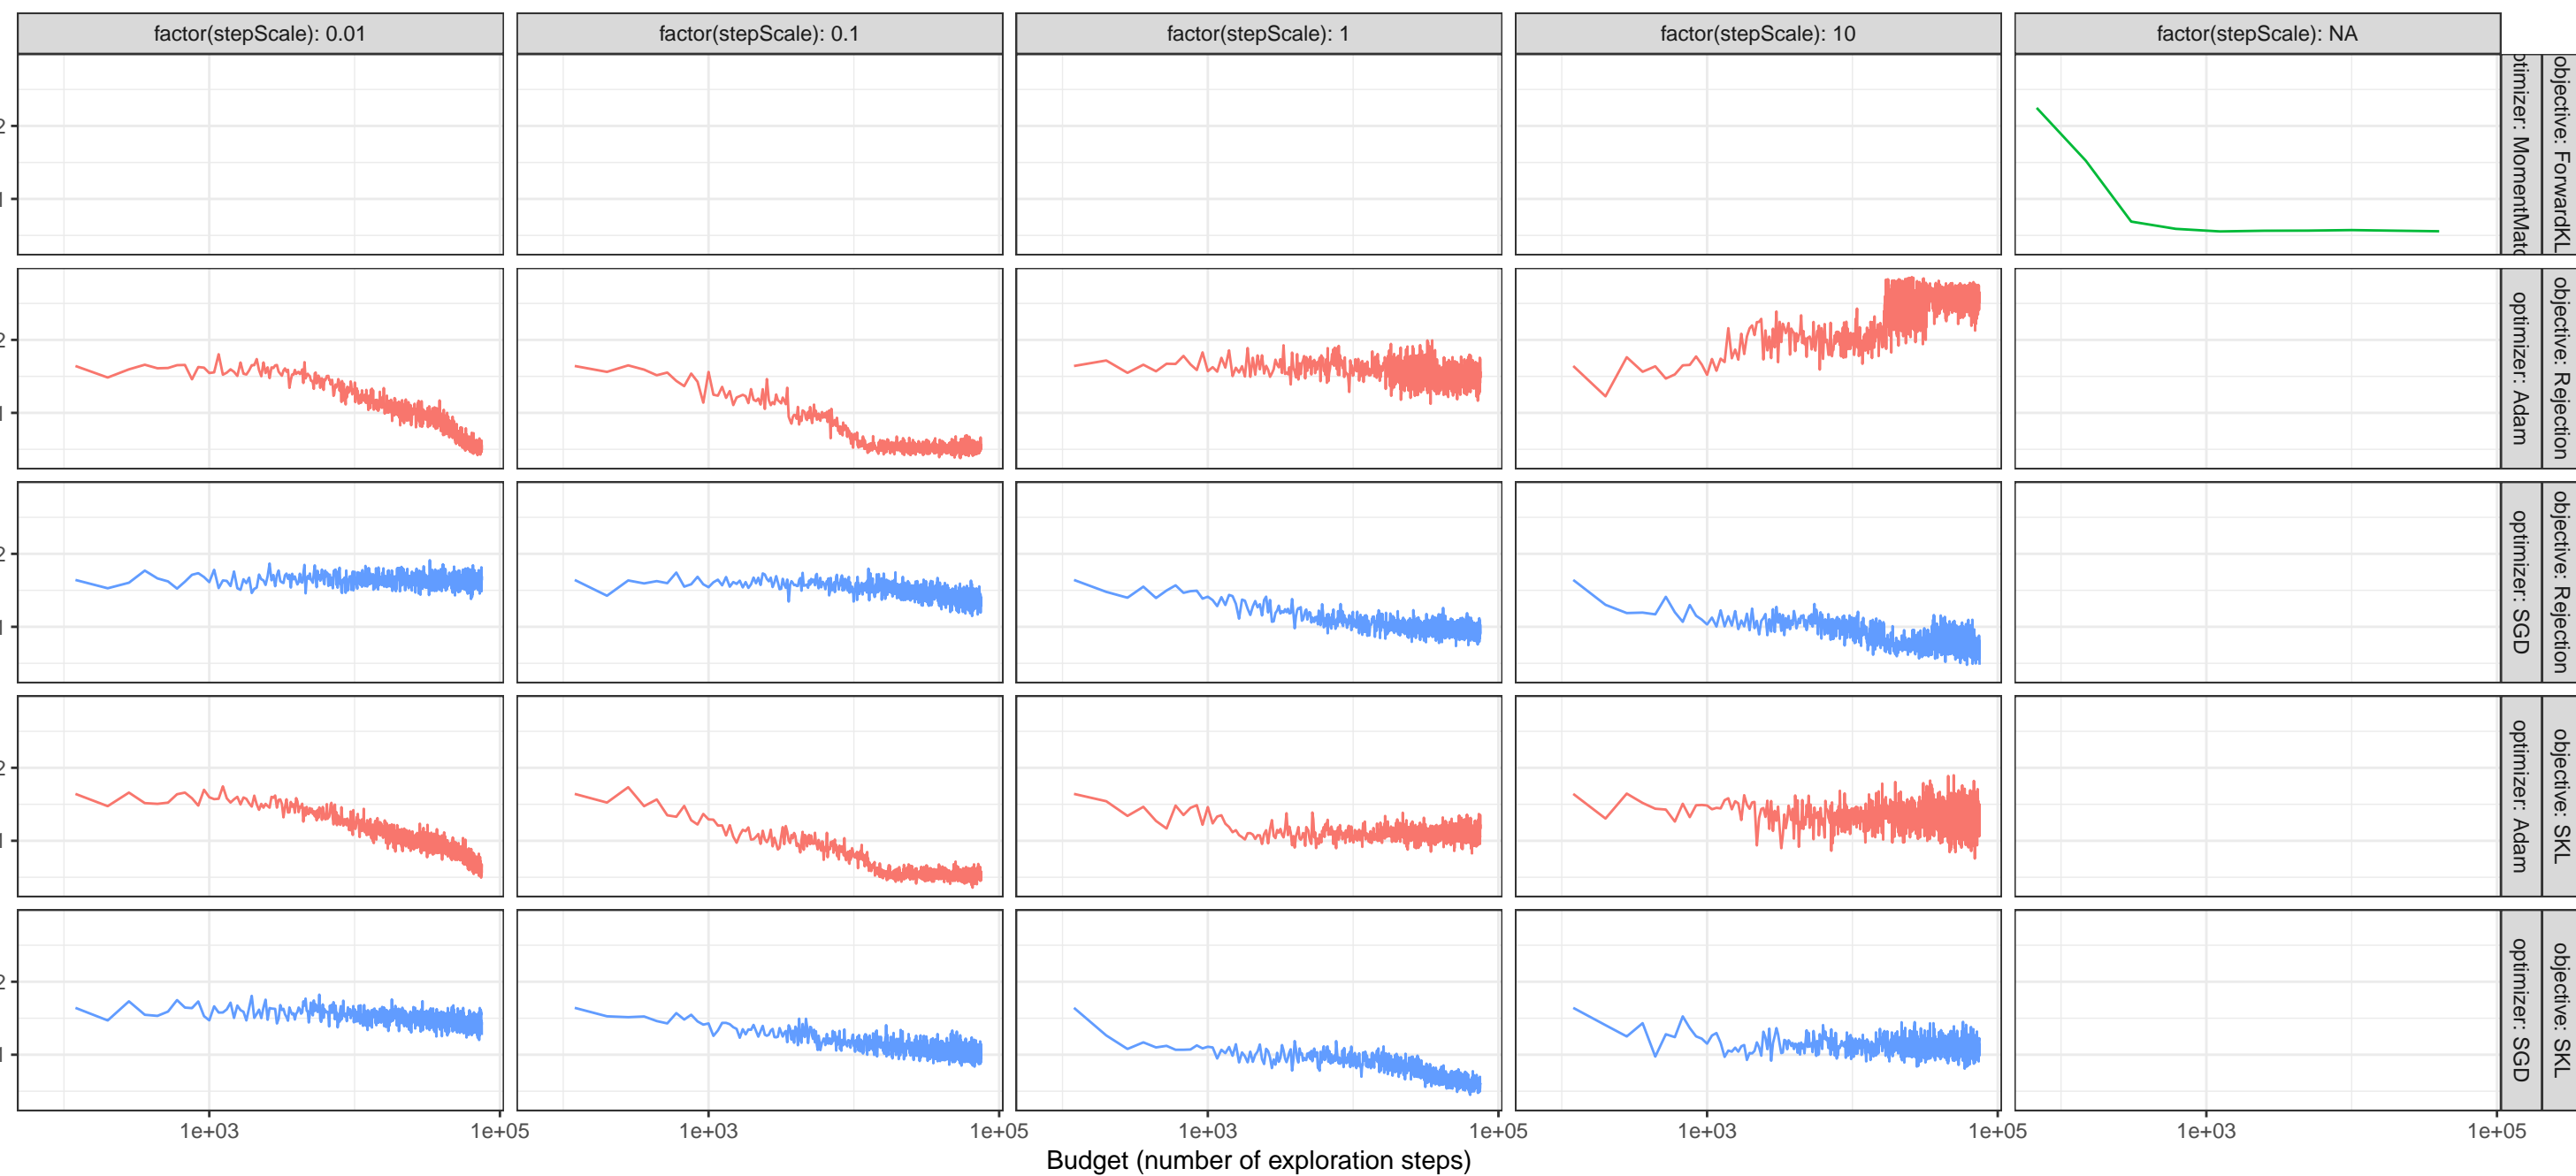 factor(stepScale): 0.01
factor(stepScale): 0.1
factor(stepScale): 1
factor(stepScale): 10
factor(stepScale): NA
2
1
objective: ForwardKL
2
1
optimizer: Adam
objective: Rejection
2
1
optimizer: SGD
objective: Rejection
2
1
optimizer: Adam
objective: SKL
2
1
optimizer: SGD
objective: SKL
1e+03
1e+05
1e+03
1e+05
1e+03
1e+05
1e+03
1e+05
1e+03
1e+05
Budget (number of exploration steps)